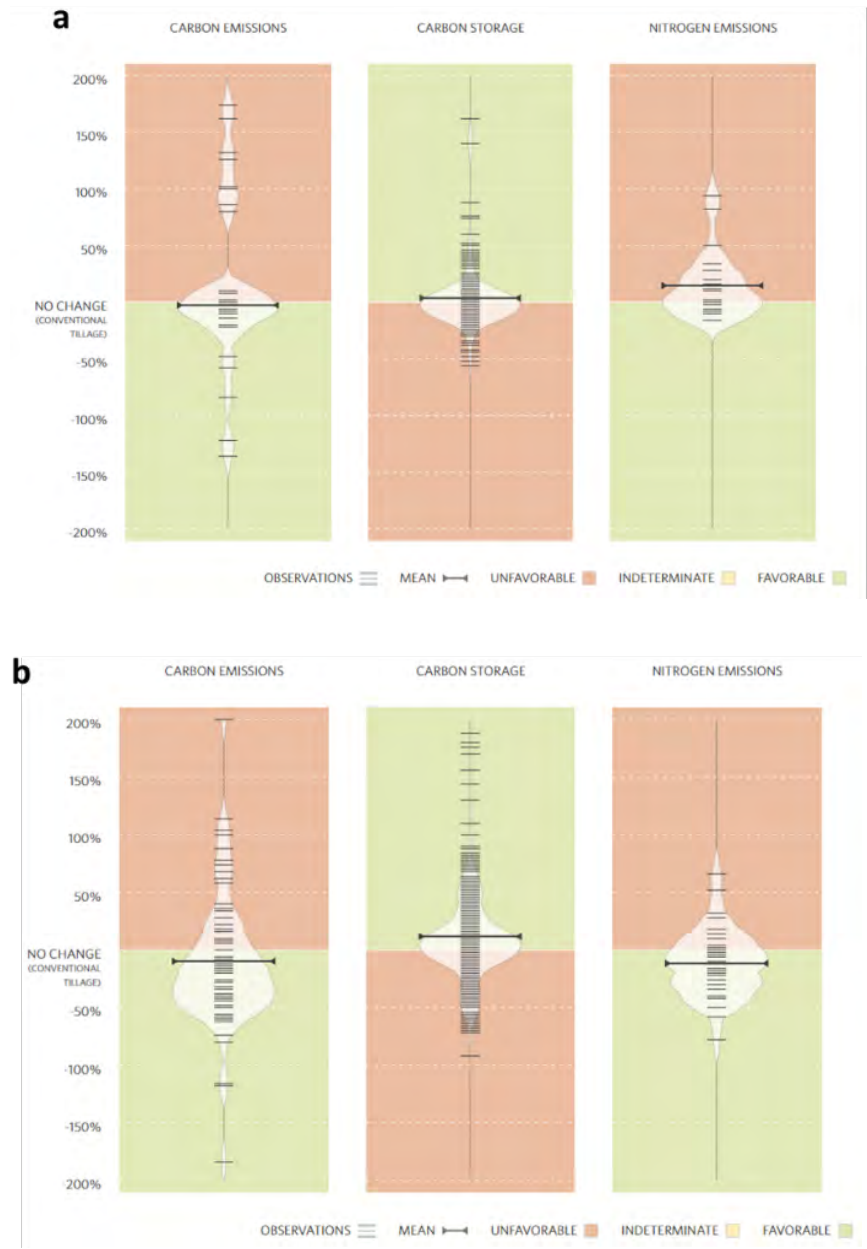 a
CARBON EMISSIONS CARBON STORAGE NITROGEN EMISSIONS
200%
150%
100%
50%
NO CHANGE
(CONVENTIONAL
TILLAGE)
-50%
-100%
-150%
-200%
OBSERVATIONS MEAN UNFAVORABLE INDETERMINATE FAVORABLE
b
CARBON EMISSIONS CARBON STORAGE NITROGEN EMISSIONS
200%
150%
100%
50%
NO CHANGE
(CONVENTIONAL
TILLAGE)
-50%
-100%
-150%
-200%
OBSERVATIONS MEAN UNFAVORABLE INDETERMINATE FAVORABLE